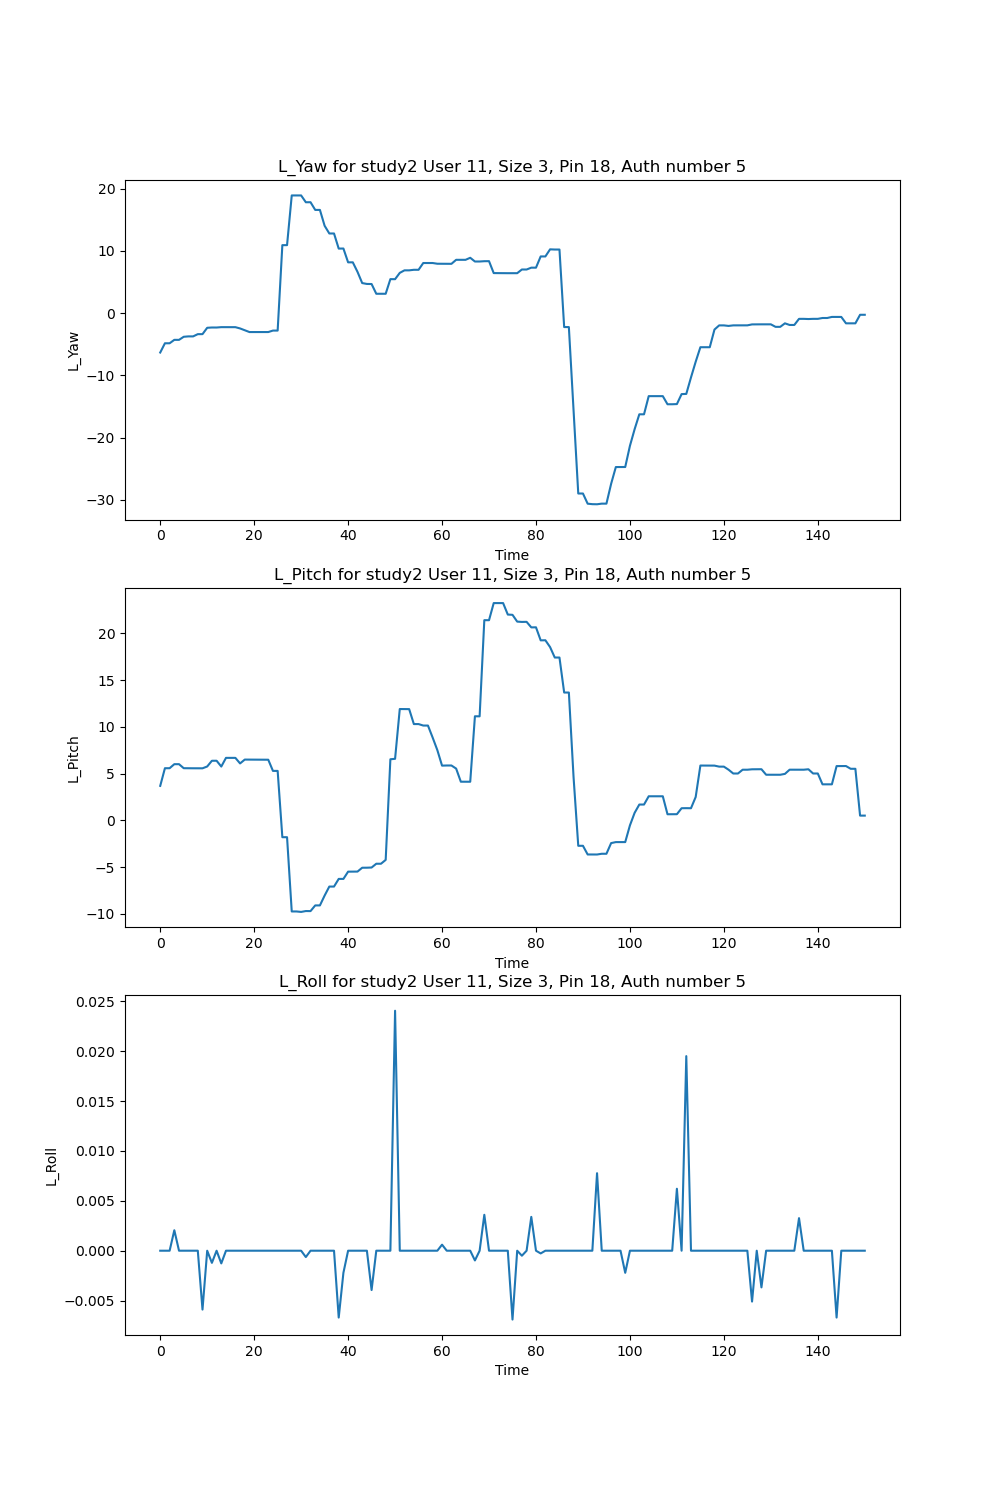 L_Yaw for study2 User 11, Size 3, Pin 18, Auth number 5
20
10
0
−10
−20
−30
L_Yaw
0 20 40 60 80 100 120 140
Time
L_Pitch for study2 User 11, Size 3, Pin 18, Auth number 5
20
15
10
5
0
−5
−10
L_Pitch
0 20 40 60 80 100 120 140
Time
L_Roll for study2 User 11, Size 3, Pin 18, Auth number 5
0.025
0.020
0.015
0.010
0.005
0.000
−0.005
L_Roll
0 20 40 60 80 100 120 140
Time